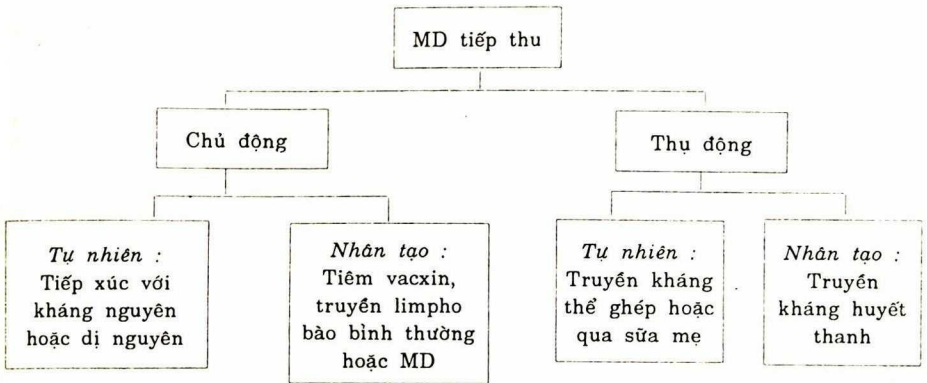 MD tiếp thu
Chủ động
Thụ động
Tự nhiên :
Tiếp xúc với
kháng nguyên
hoặc dị nguyên
Nhân tạo :
Tiêm vacxin,
truyền limpho
bào bình thường
hoặc MD
Tự nhiên :
Truyền kháng
thể ghép hoặc
qua sữa mẹ
Nhân tạo :
Truyền
kháng huyết
thanh